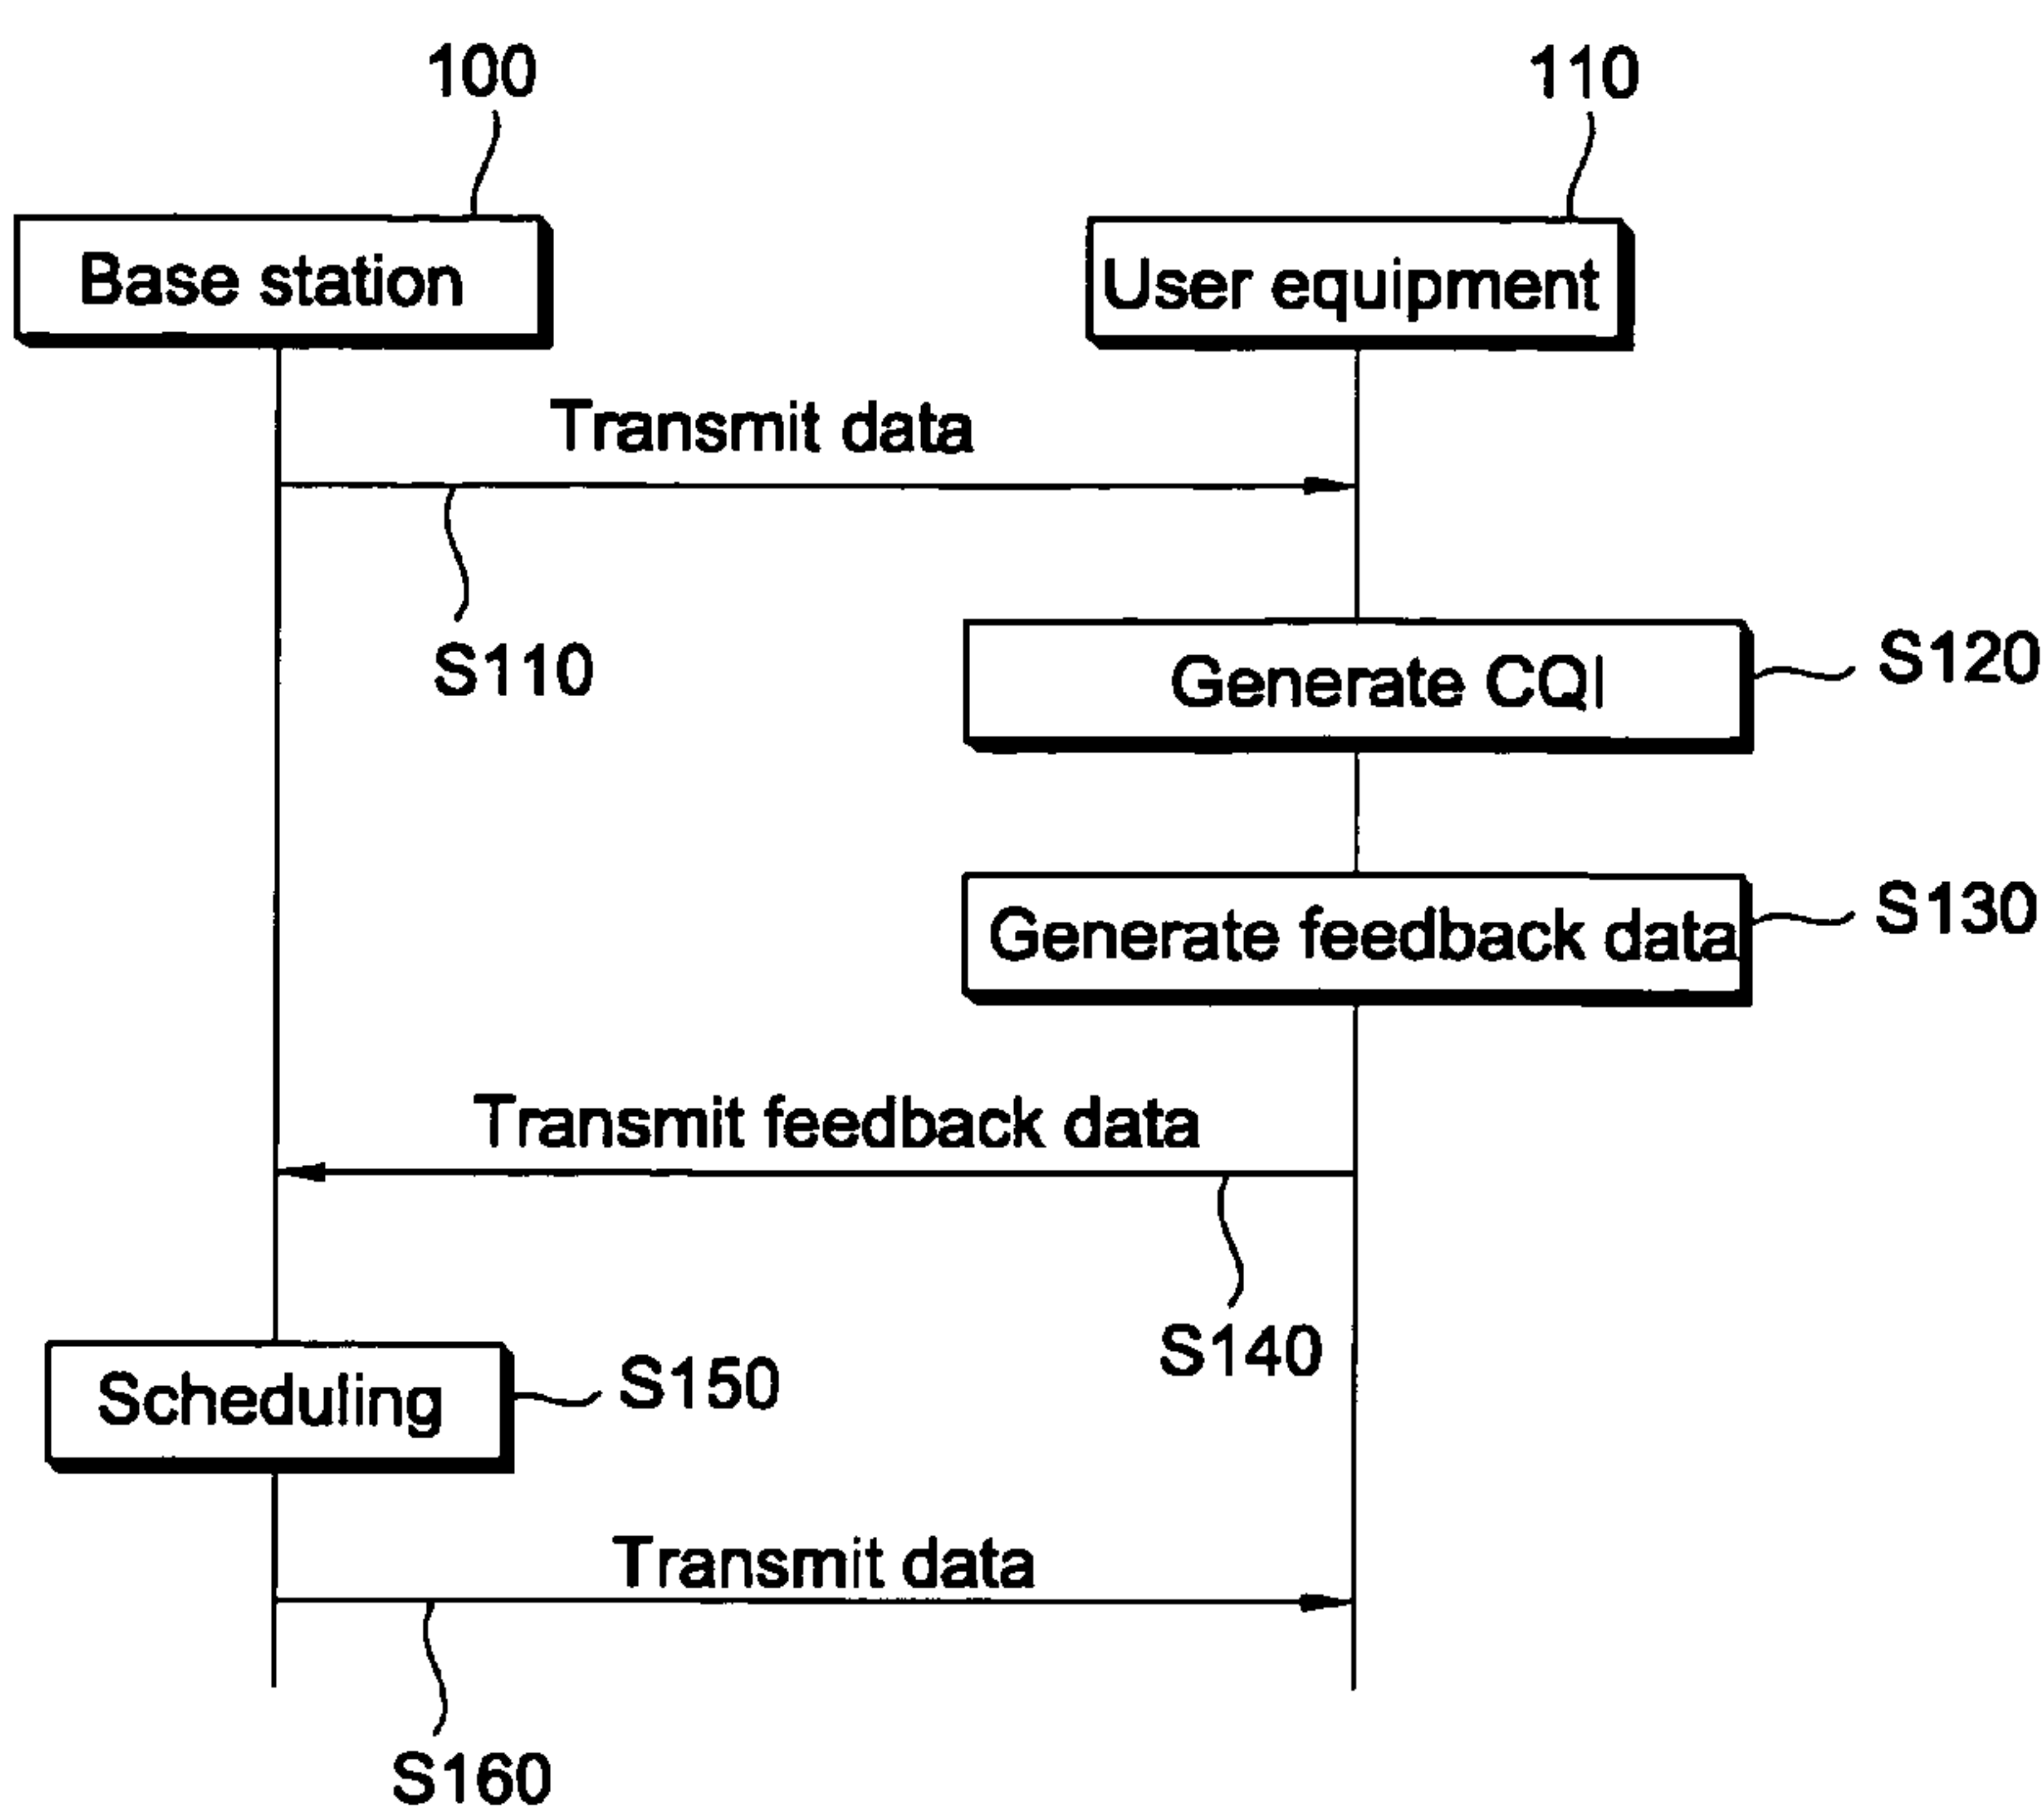 100
110
Base station
User equipment
Transmit data
S110
Generate CQI
S120
Generate feedback data
S130
Transmit feedback data
S140
Scheduling
S150
Transmit data
S160